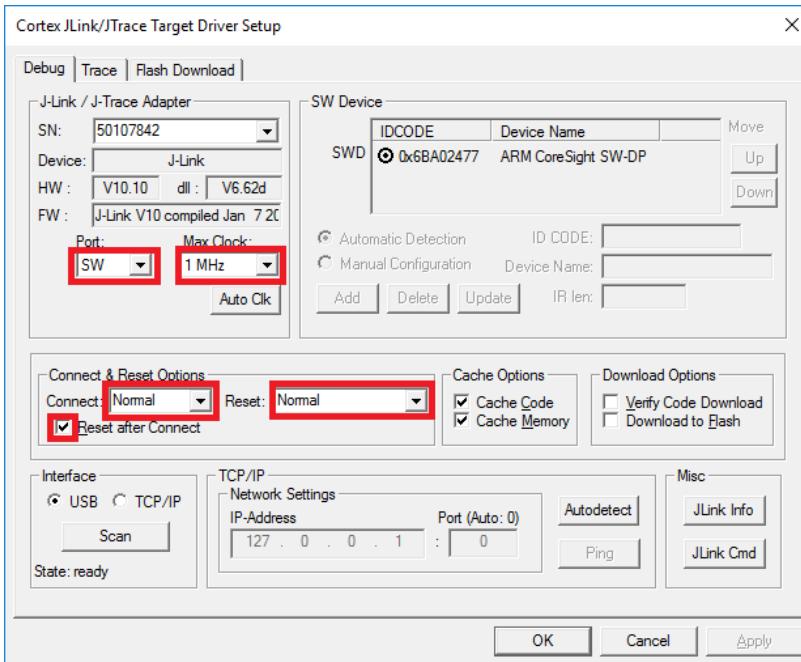 Cortex JLink/JTrace Target Driver Setup
Debug Trace Flash Download
J-Link / J-Trace Adapter
SN: 50107842
Device: J-Link
HW : V10.10 dll : V6.62d
FW : J-Link V10 compiled Jan 7 20
Port: Max Clock:
SW 1 MHz
Auto Clk
SW Device
IDCODE Device Name
SWD 0x6BA02477 ARM CoreSight SW-DP
Move
Up
Down
Automatic Detection ID CODE:
Manual Configuration Device Name:
Add Delete Update IR len:
Connect & Reset Options
Connect: Normal Reset: Normal
Reset after Connect
Cache Options
Cache Code
Cache Memory
Download Options
Verify Code Download
Download to Flash
Interface
USB TCP/IP
Scan
State: ready
TCP/IP
Network Settings
IP-Address Port (Auto: 0)
127 . 0 . 0 . 1 : 0
Autodetect
Ping
Misc
JLink Info
JLink Cmd
OK Cancel Apply